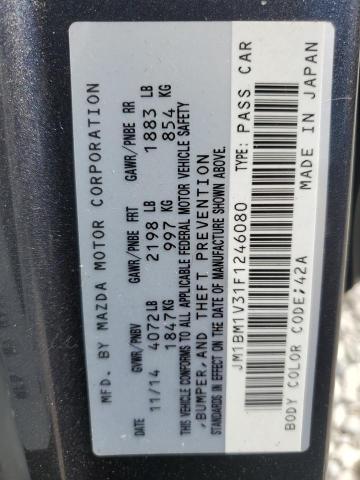 MFD. BY MAZDA MOTOR CORPORATION
GVWR/PNBV GAWR/PNBE FRT GAWR/PNBE RR
11/14 4072LB 2198 LB 1883 LB
1847KG 997 KG 854 KG
THIS VEHICLE CONFORMS TO ALL APPLICABLE FEDERAL MOTOR VEHICLE SAFETY
,BUMPER,AND THEFT PREVENTION
STANDARDS IN EFFECT ON THE DATE OF MANUFACTURE SHOWN ABOVE.
JM1BM1V31F1246080 TYPE: PASS CAR
BODY COLOR CODE;42A MADE IN JAPAN